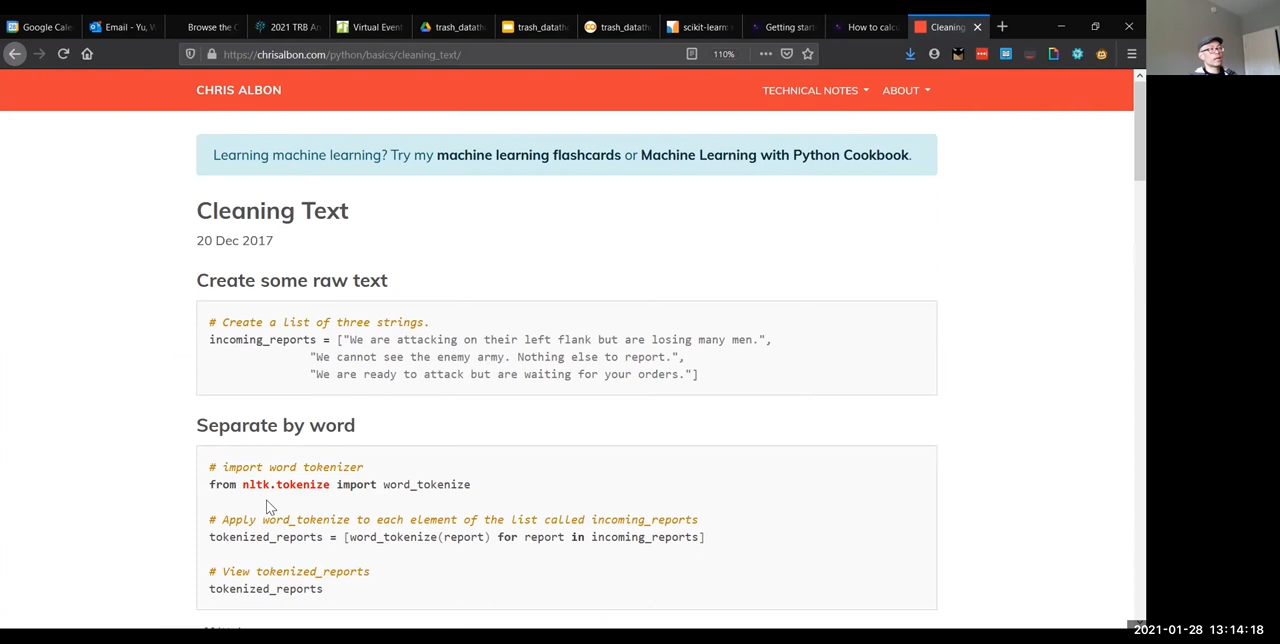 Google Cale
Email - Yu, W
Browse the C
2021 TRB An
Virtual Event
trash_datath
trash_datath
trash_datath
scikit-learn:
Getting start
How to calcu
Cleaning
https://chrisalbon.com/python/basics/cleaning_text/
110%
CHRIS ALBON
TECHNICAL NOTES
ABOUT
Learning machine learning? Try my machine learning flashcards or Machine Learning with Python Cookbook.
Cleaning Text
20 Dec 2017
Create some raw text
# Create a list of three strings.
incoming_reports = ["We are attacking on their left flank but are losing many men.",
"We cannot see the enemy army. Nothing else to report.",
"We are ready to attack but are waiting for your orders."]
Separate by word
# import word tokenizer
from nltk.tokenize import word_tokenize
# Apply word_tokenize to each element of the list called incoming_reports
tokenized_reports = [word_tokenize(report) for report in incoming_reports]
# View tokenized_reports
tokenized_reports
2021-01-28 13:14:18